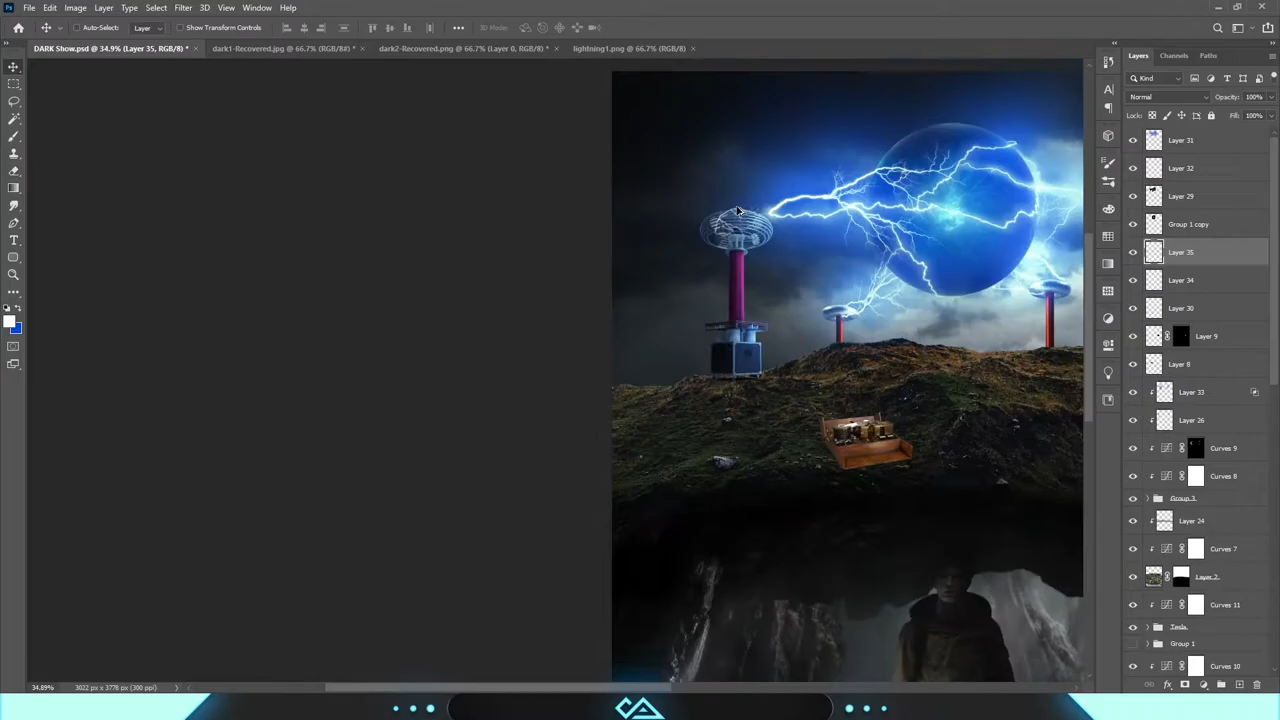 File Edit Image Layer Type Select Filter 3D View Window Help
Auto-Select: Layer Show Transform Controls 3D Mode:
DARK Show.psd @ 34.9% (Layer 35, RGB/8) * dark1-Recovered.jpg @ 66.7% (RGB/8#) * dark2-Recovered.png @ 66.7% (Layer 0, RGB/8) * lightning1.png @ 66.7% (RGB/8)
Layers Channels Paths
Kind
Normal Opacity: 100%
Lock: Fill: 100%
Layer 31
Layer 32
Layer 29
Group 1 copy
Layer 35
Layer 34
Layer 30
Layer 9
Layer 8
Layer 33
Layer 26
Curves 9
Curves 8
Group 3
Layer 24
Curves 7
Layer 2
Curves 11
Tesla
Group 1
Curves 10
34.89% 3022 px x 3778 px (300 ppi)